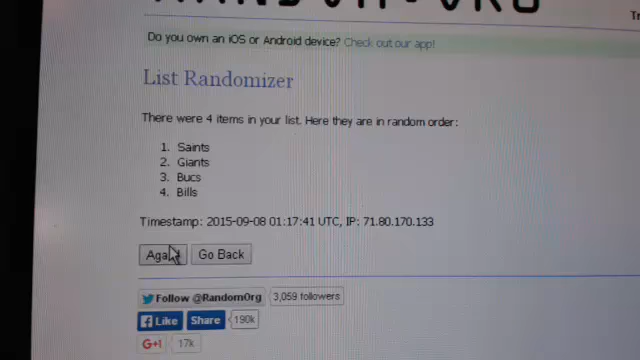 RANDOM.ORG
Do you own an iOS or Android device? Check out our app!
List Randomizer
There were 4 items in your list. Here they are in random order:
1. Saints
2. Giants
3. Bucs
4. Bills
Timestamp: 2015-09-08 01:17:41 UTC, IP: 71.80.170.133
Again Go Back
Follow @RandomOrg 3,059 followers
Like Share 190k
G+1 17k